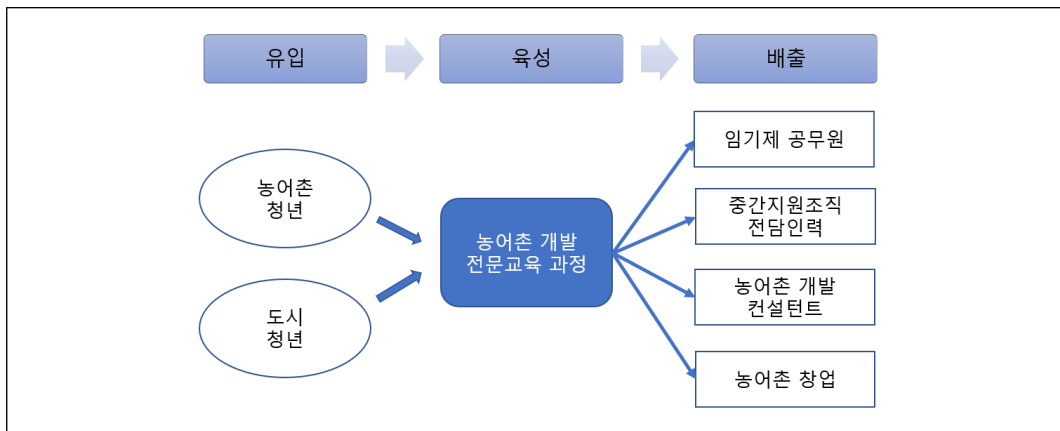 유입
육성
배출
농어촌
청년
도시
청년
농어촌 개발
전문교육 과정
임기제 공무원
중간지원조직
전담인력
농어촌 개발
컨설턴트
농어촌 창업